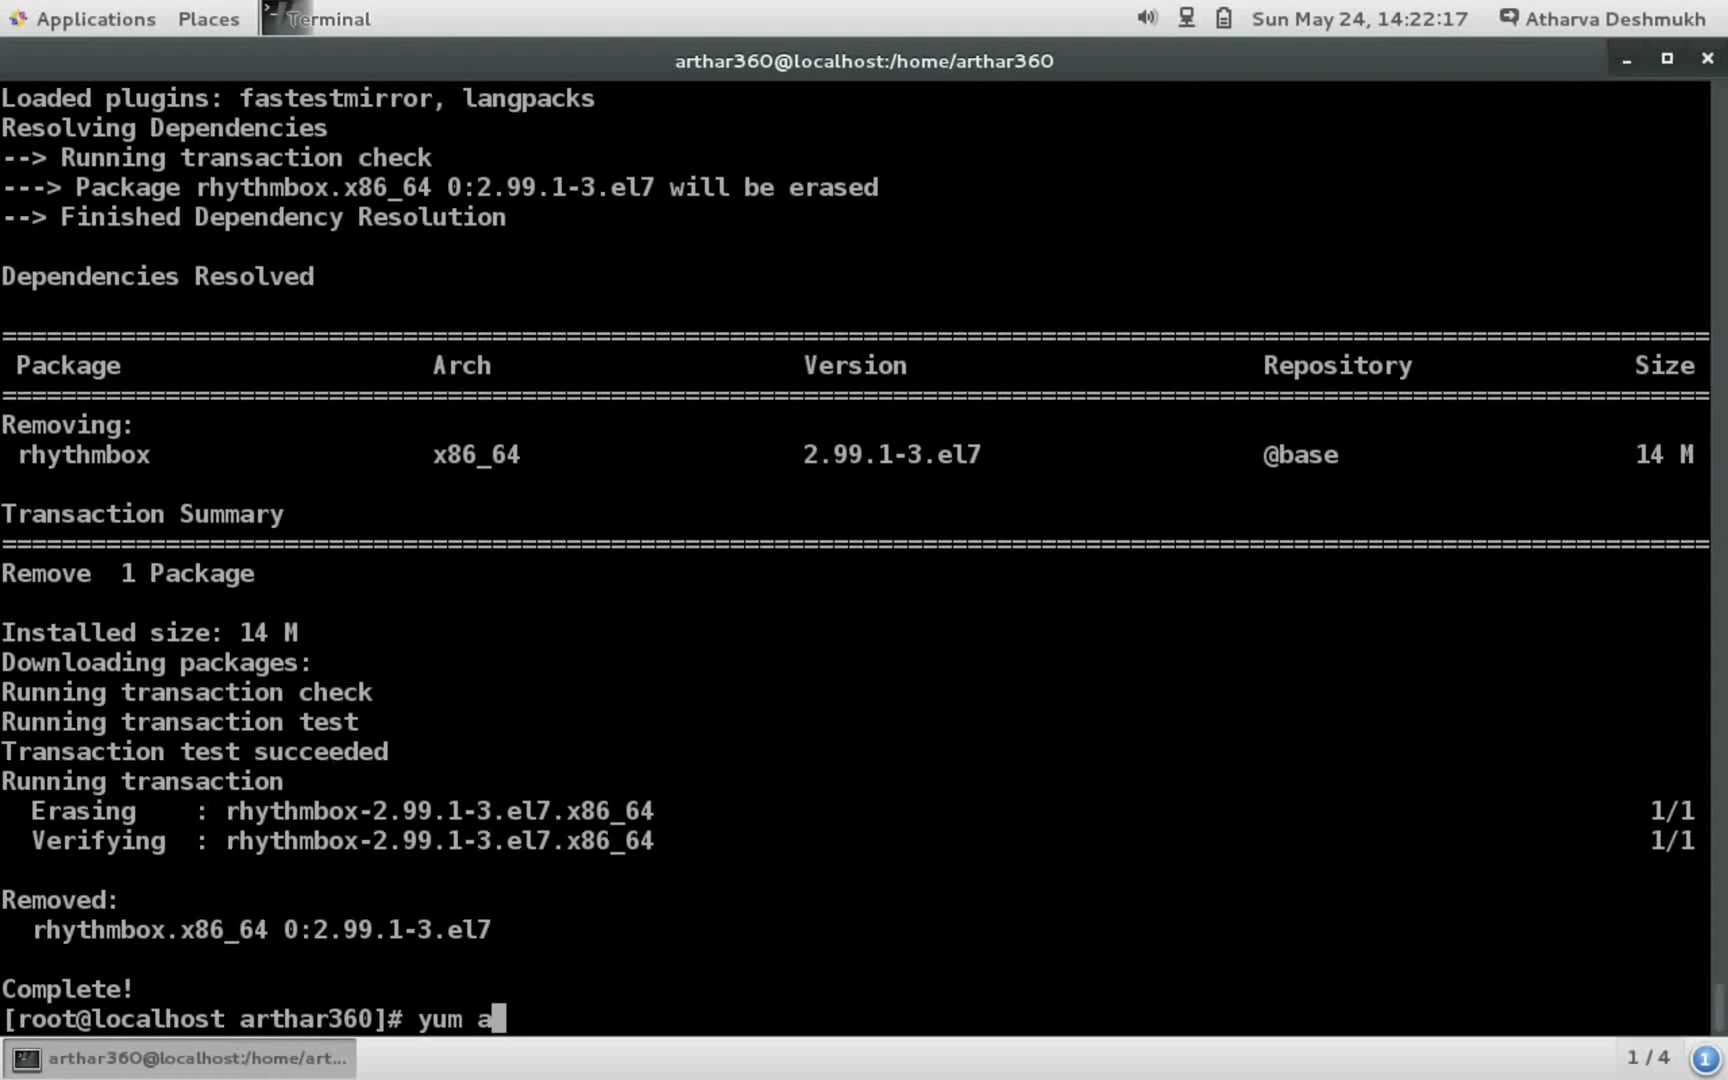 Applications Places Terminal Sun May 24, 14:22:17 Atharva Deshmukh
arthar360@localhost:/home/arthar360
Loaded plugins: fastestmirror, langpacks
Resolving Dependencies
--> Running transaction check
---> Package rhythmbox.x86_64 0:2.99.1-3.el7 will be erased
--> Finished Dependency Resolution
Dependencies Resolved
================================================================================
Package Arch Version Repository Size
================================================================================
Removing:
rhythmbox x86_64 2.99.1-3.el7 @base 14 M
Transaction Summary
================================================================================
Remove 1 Package
Installed size: 14 M
Downloading packages:
Running transaction check
Running transaction test
Transaction test succeeded
Running transaction
Erasing : rhythmbox-2.99.1-3.el7.x86_64 1/1
Verifying : rhythmbox-2.99.1-3.el7.x86_64 1/1
Removed:
rhythmbox.x86_64 0:2.99.1-3.el7
Complete!
[root@localhost arthar360]# yum a
arthar360@localhost:/home/art... 1 / 4 1